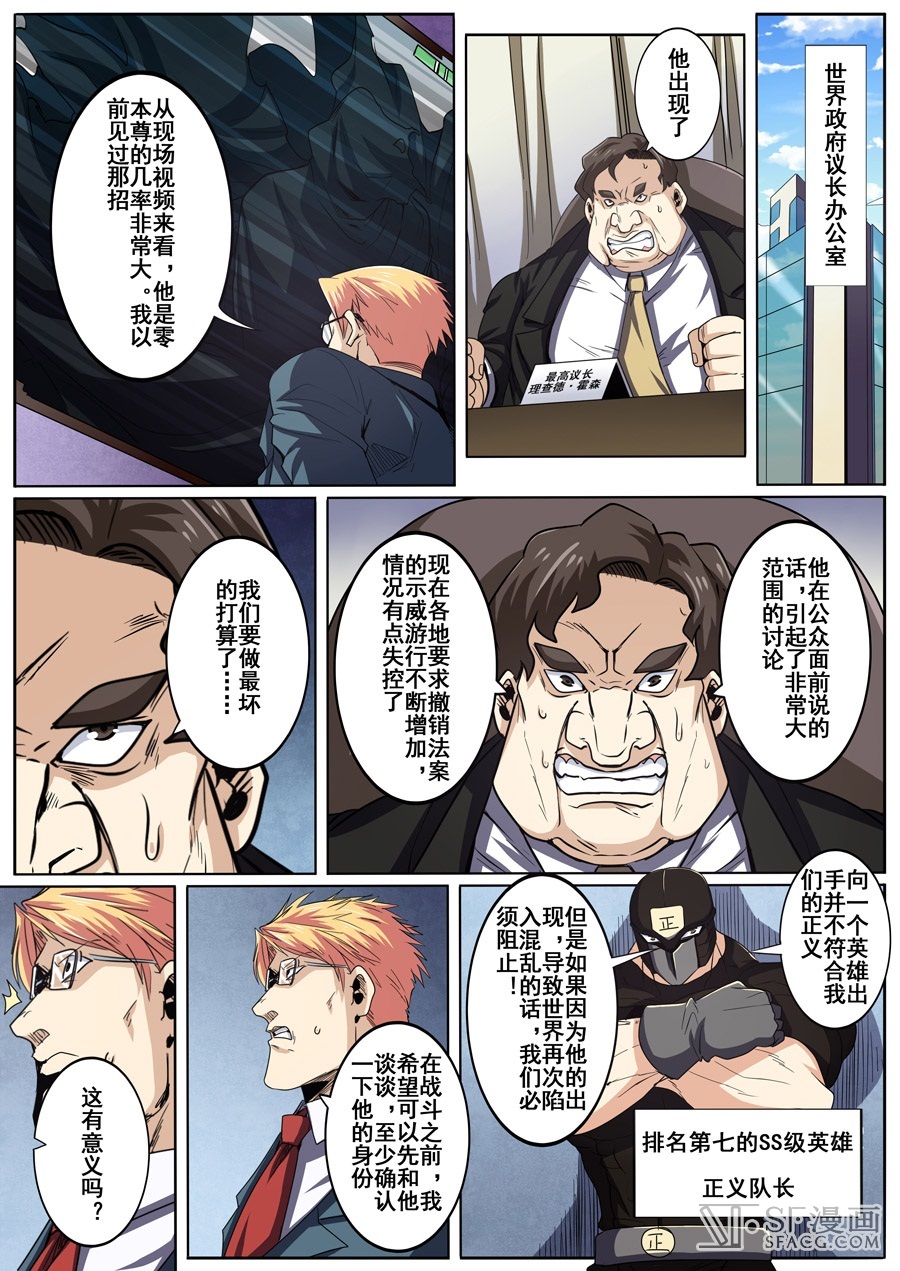 世界政府议长办公室
他出现了
最高议长
理查德·霍森
从现场视频来看，他是零
本尊的几率非常大。我以
前见过那招
他在公众面前说的
话，引起了非常大
范围的讨论
现在各地要求撤销法案
的示威游行不断增加，
情况有点失控了
我们要做最坏
的打算了……
向一个英雄出
手并不符合我
们的正义
正
但是如果因为他的出
现，导致世界再次陷
入混乱的话，我们必
须阻止！
排名第七的SS级英雄
正义队长
正
在战斗之前，我
希望可以先和他
谈谈，至少确认
一下他的身份
这有意义吗？
SF漫画
SFACG.COM